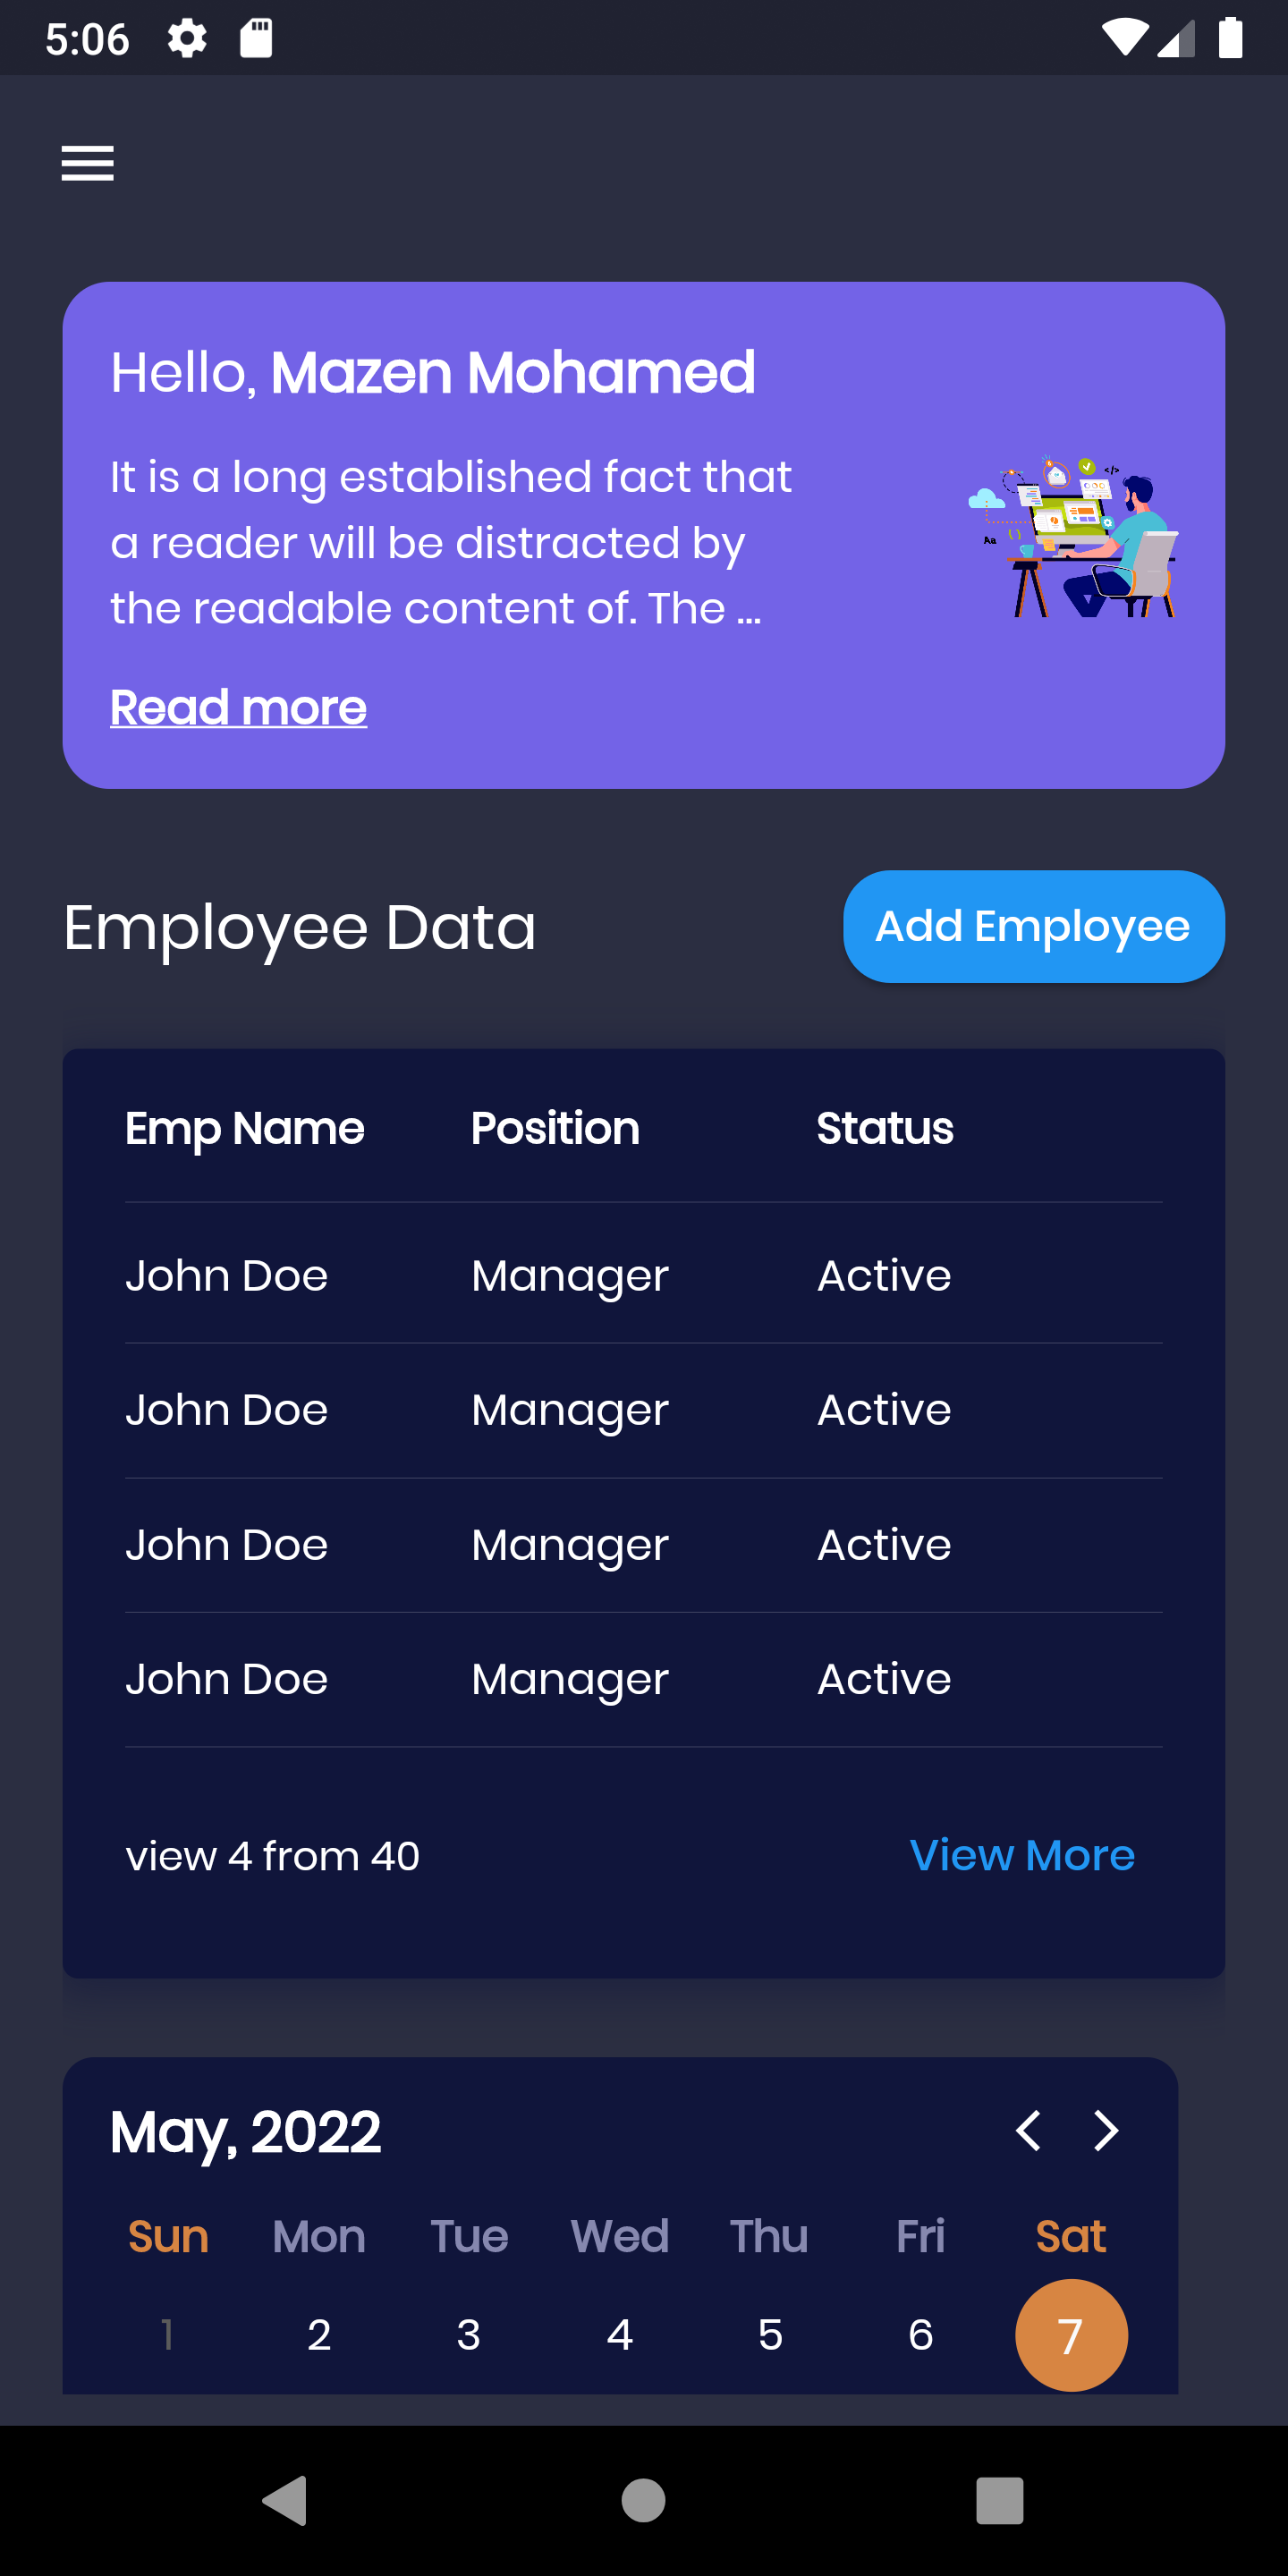 5:06
Hello, Mazen Mohamed
It is a long established fact that
a reader will be distracted by
the readable content of. The ...
</>
Aa
Read more
Employee Data
Add Employee
Emp Name Position Status
John Doe Manager Active
John Doe Manager Active
John Doe Manager Active
John Doe Manager Active
view 4 from 40 View More
May, 2022
Sun Mon Tue Wed Thu Fri Sat
1 2 3 4 5 6 7